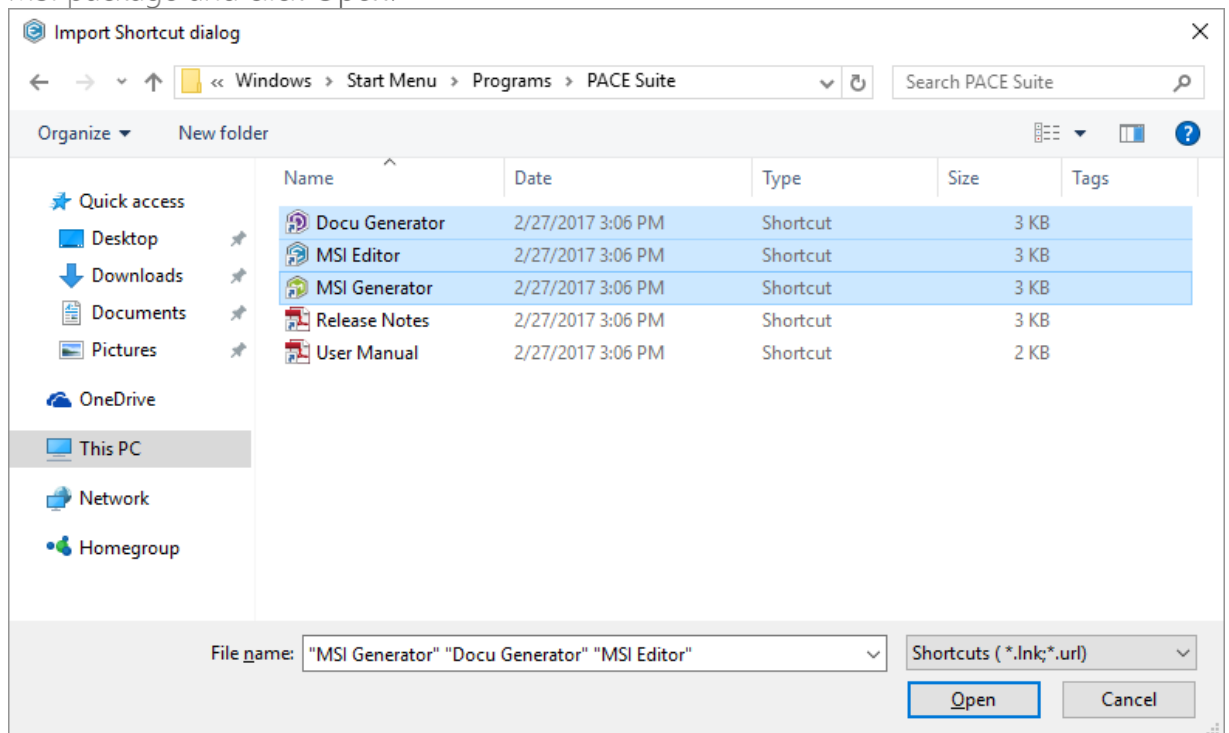 msi package and click Open.
Import Shortcut dialog
« Windows > Start Menu > Programs > PACE Suite
Search PACE Suite
Organize New folder
Name Date Type Size Tags
Quick access
Desktop
Downloads
Documents
Pictures
OneDrive
This PC
Network
Homegroup
Docu Generator 2/27/2017 3:06 PM Shortcut 3 KB
MSI Editor 2/27/2017 3:06 PM Shortcut 3 KB
MSI Generator 2/27/2017 3:06 PM Shortcut 3 KB
Release Notes 2/27/2017 3:06 PM Shortcut 3 KB
User Manual 2/27/2017 3:06 PM Shortcut 2 KB
File name: "MSI Generator" "Docu Generator" "MSI Editor" Shortcuts ( *.lnk;*.url)
Open Cancel